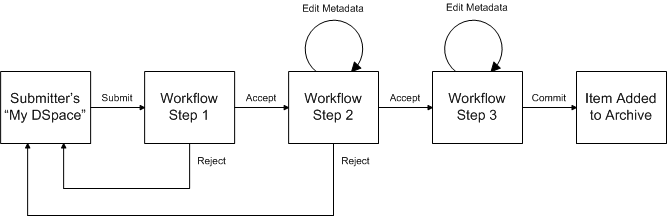 Edit Metadata
Edit Metadata
Submitter's
"My DSpace"
Submit
Workflow
Step 1
Accept
Workflow
Step 2
Accept
Workflow
Step 3
Commit
Item Added
to Archive
Reject
Reject